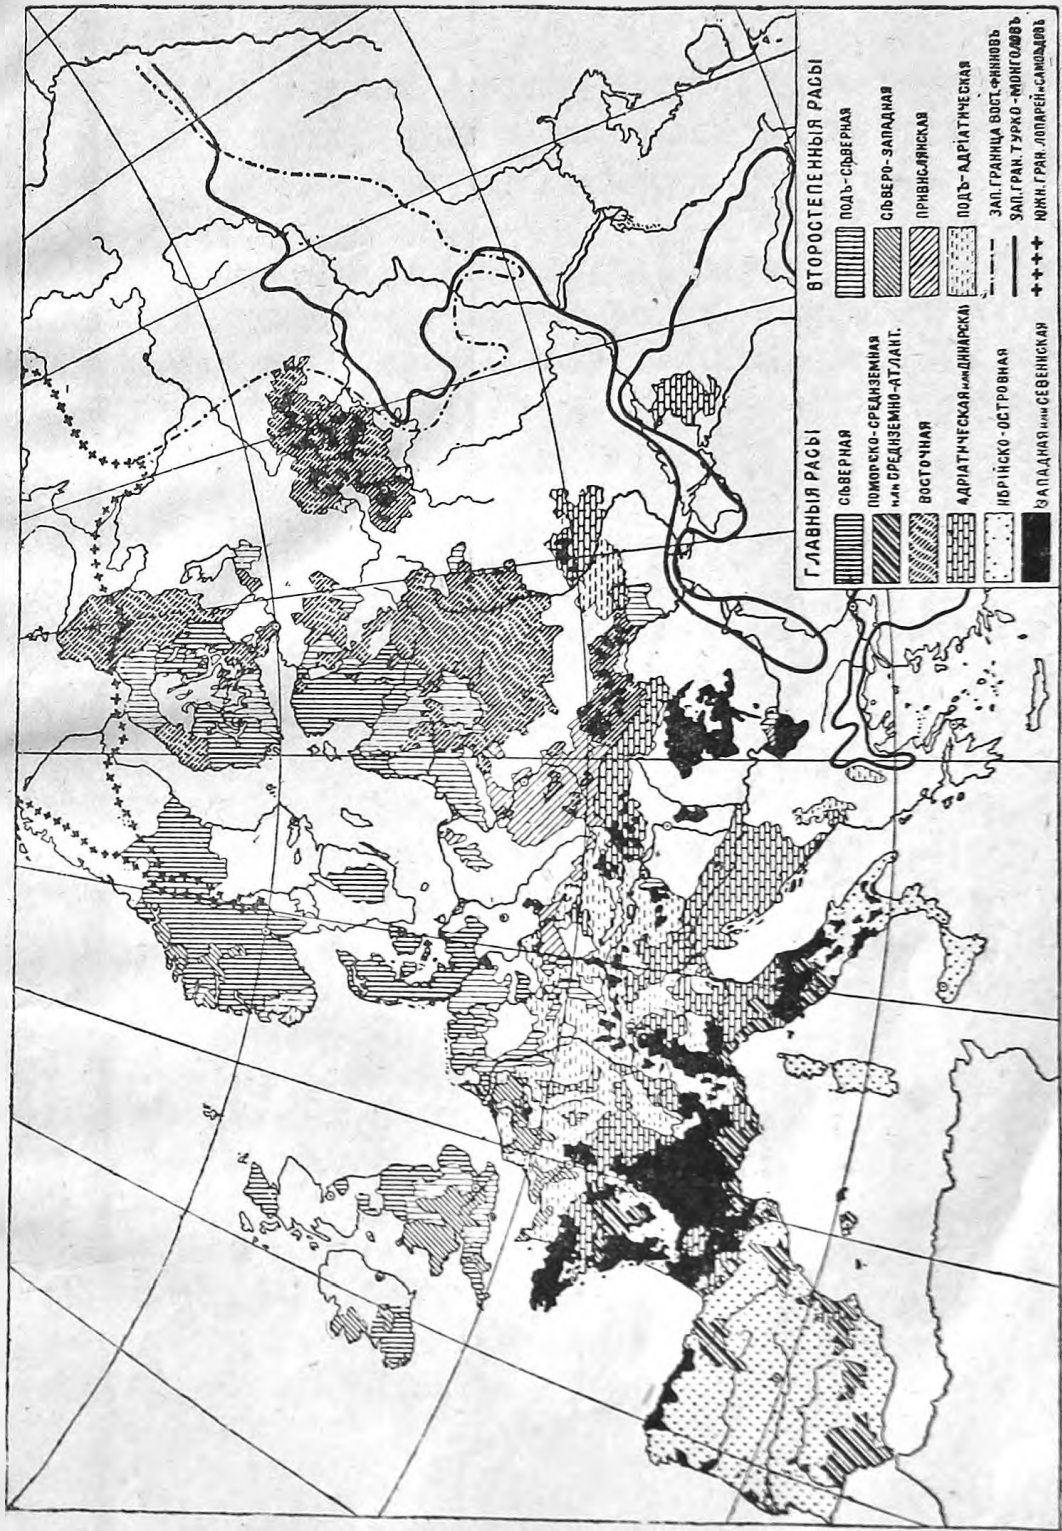 ГЛАВНЫЯ РАСЫ
СѢВЕРНАЯ
ПОМОРСКО-СРЕДИЗЕМНАЯ
или СРЕДИЗЕМНО-АТЛАНТ.
ВОСТОЧНАЯ
АДРІАТИЧЕСКАЯ или ДИНАРСКАЯ
ИБРІЙСКО-ОСТРОВНАЯ
ЗАПАДНАЯ или СЕВЕНСКАЯ
ВТОРОСТЕПЕННЫЯ РАСЫ
ПОДЪ-СѢВЕРНАЯ
СѢВЕРО-ЗАПАДНАЯ
ПРИВИСЛЯНСКАЯ
ПОДЪ-АДРІАТИЧЕСКАЯ
ЗАП. ГРАНИЦА ВОСТ. ФИННОВЪ
ЗАП. ГРАН. ТУРКО-МОНГОЛОВЪ
ЮЖН. ГРАН. ЛОПАРЕЙ и САМОѢДОВЪ